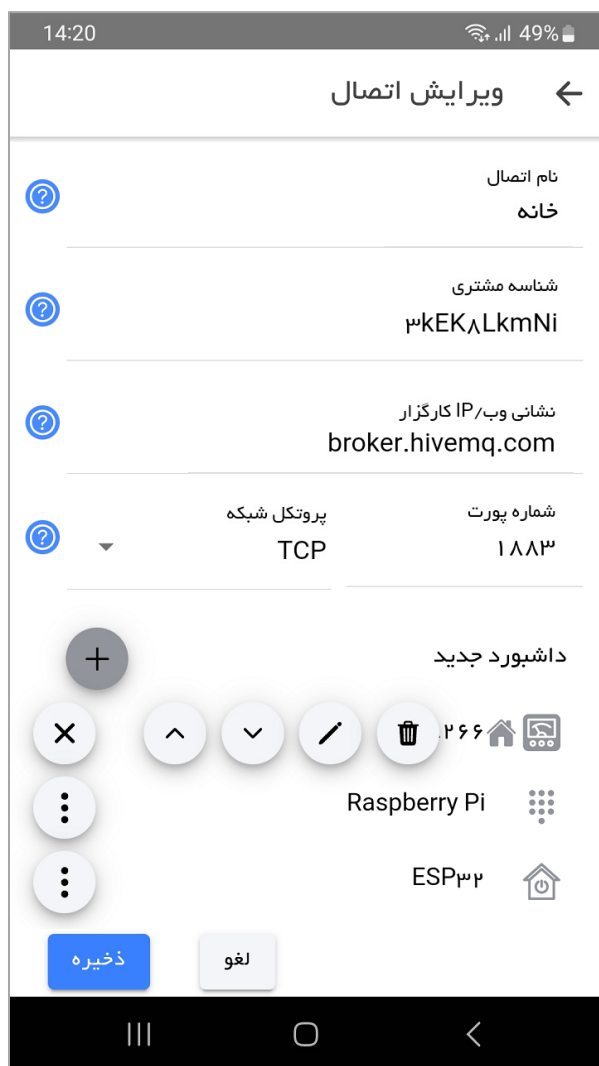 14:20 49%
ویرایش اتصال
نام اتصال
خانه
شناسه مشتری
۳kEK۸LkmNi
نشانی وب/IP کارگزار
broker.hivemq.com
شماره پورت پروتکل شبکه
۱۸۸۳ TCP
داشبورد جدید
۲۶۶
Raspberry Pi
ESP۳۲
لغو ذخیره